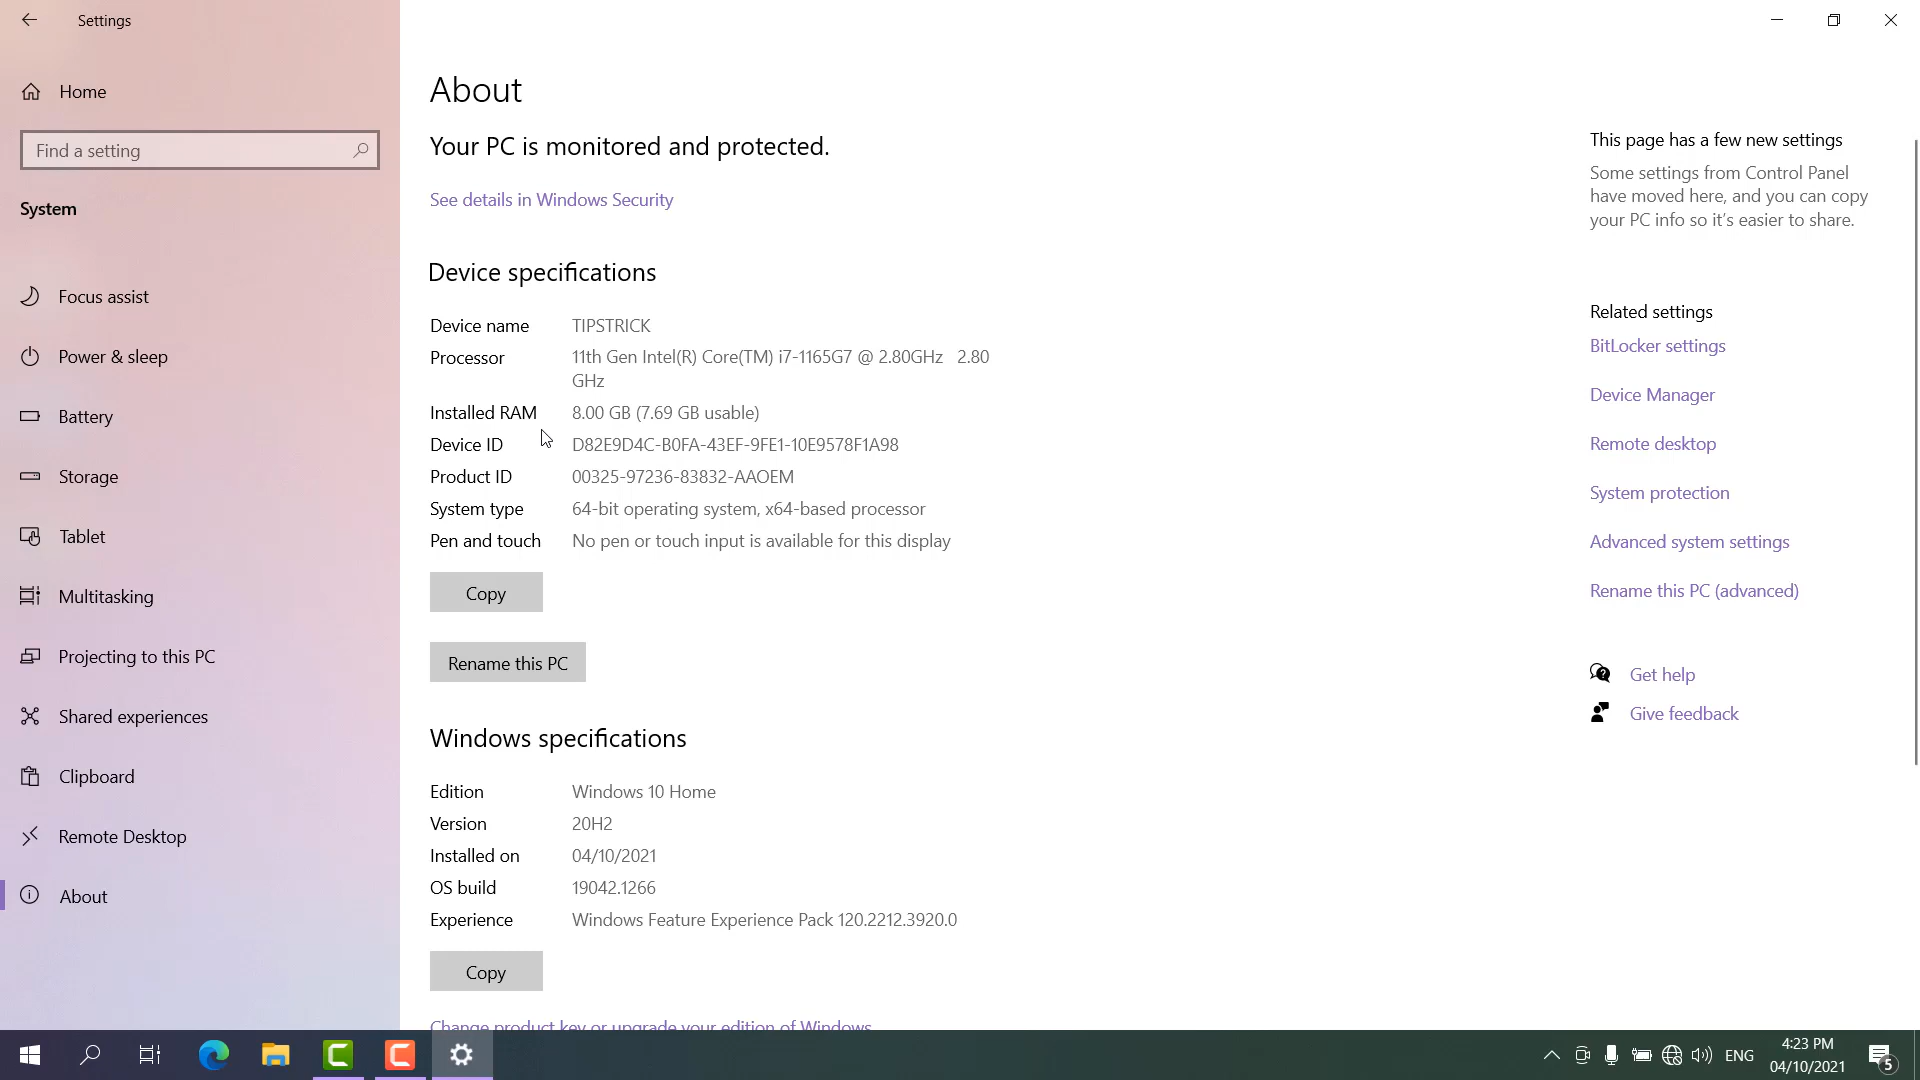 Settings
Home
Find a setting
System
Focus assist
Power & sleep
Battery
Storage
Tablet
Multitasking
Projecting to this PC
Shared experiences
Clipboard
Remote Desktop
About
About
Your PC is monitored and protected.
See details in Windows Security
Device specifications
Device name TIPSTRICK
Processor 11th Gen Intel(R) Core(TM) i7-1165G7 @ 2.80GHz 2.80
GHz
Installed RAM 8.00 GB (7.69 GB usable)
Device ID D82E9D4C-B0FA-43EF-9FE1-10E9578F1A98
Product ID 00325-97236-83832-AAOEM
System type 64-bit operating system, x64-based processor
Pen and touch No pen or touch input is available for this display
Copy
Rename this PC
Windows specifications
Edition Windows 10 Home
Version 20H2
Installed on 04/10/2021
OS build 19042.1266
Experience Windows Feature Experience Pack 120.2212.3920.0
Copy
Change product key or upgrade your edition of Windows
This page has a few new settings
Some settings from Control Panel
have moved here, and you can copy
your PC info so it's easier to share.
Related settings
BitLocker settings
Device Manager
Remote desktop
System protection
Advanced system settings
Rename this PC (advanced)
Get help
Give feedback
ENG
4:23 PM
04/10/2021
5